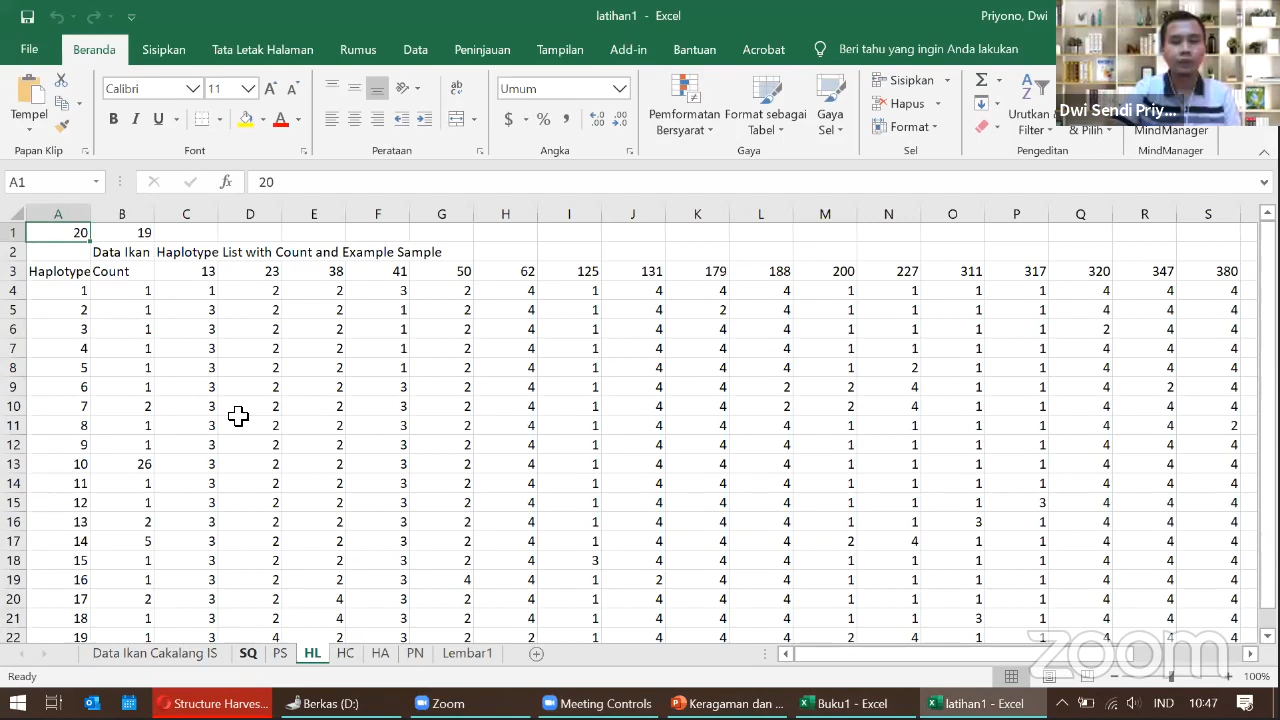 latihan1 - Excel
Priyono, Dwi
File Beranda Sisipkan Tata Letak Halaman Rumus Data Peninjauan Tampilan Add-in Bantuan Acrobat Beri tahu yang ingin Anda lakukan
Calibri 11 Umum Sisipkan
Hapus
Tempel B I U $ % Pemformatan Bersyarat Format sebagai Tabel Gaya Sel Format Urutkan Filter & Pilih MindManager
Papan Klip Font Perataan Angka Gaya Sel Pengeditan MindManager
Dwi Sendi Priy...
A1 fx 20
A B C D E F G H I J K L M N O P Q R S
1 20 19
2 Data Ikan Haplotype List with Count and Example Sample
3 Haplotype Count 13 23 38 41 50 62 125 131 179 188 200 227 311 317 320 347 380
4 1 1 1 2 2 3 2 4 1 4 4 4 1 1 1 1 4 4 4
5 2 1 3 2 2 1 2 4 1 4 2 4 1 1 1 1 4 4 4
6 3 1 3 2 2 1 2 4 1 4 4 4 1 1 1 1 2 4 4
7 4 1 3 2 2 1 2 4 1 4 4 4 1 1 1 1 4 4 4
8 5 1 3 2 2 1 2 4 1 4 4 4 1 2 1 1 4 4 4
9 6 1 3 2 2 3 2 4 1 4 4 2 2 4 1 1 4 2 4
10 7 2 3 2 2 3 2 4 1 4 4 2 2 4 1 1 4 4 4
11 8 1 3 2 2 3 2 4 1 4 4 4 1 1 1 1 4 4 2
12 9 1 3 2 2 3 2 4 1 4 4 4 1 1 1 1 4 4 4
13 10 26 3 2 2 3 2 4 1 4 4 4 1 1 1 1 4 4 4
14 11 1 3 2 2 3 2 4 1 4 4 4 1 1 1 1 4 4 4
15 12 1 3 2 2 3 2 4 1 4 4 4 1 1 1 3 4 4 4
16 13 2 3 2 2 3 2 4 1 4 4 4 1 1 3 1 4 4 4
17 14 5 3 2 2 3 2 4 1 4 4 4 2 4 1 1 4 4 4
18 15 1 3 2 2 3 2 4 3 4 4 4 1 1 1 1 4 4 4
19 16 1 3 2 2 3 4 4 1 2 4 4 1 1 1 1 4 4 4
20 17 2 3 2 4 3 2 4 1 4 4 4 1 1 1 1 4 4 4
21 18 1 3 2 4 3 2 4 1 4 4 4 1 1 3 1 4 4 4
22 19 1 3 4 2 3 2 2 1 4 4 4 2 4 1 1 4 4 4
Data Ikan Cakalang IS SQ PS HL HC HA PN Lembar1
zoom
Ready 100%
Structure Harves... Berkas (D:) Zoom Meeting Controls Keragaman dan ... Buku1 - Excel latihan1 - Excel IND 10:47